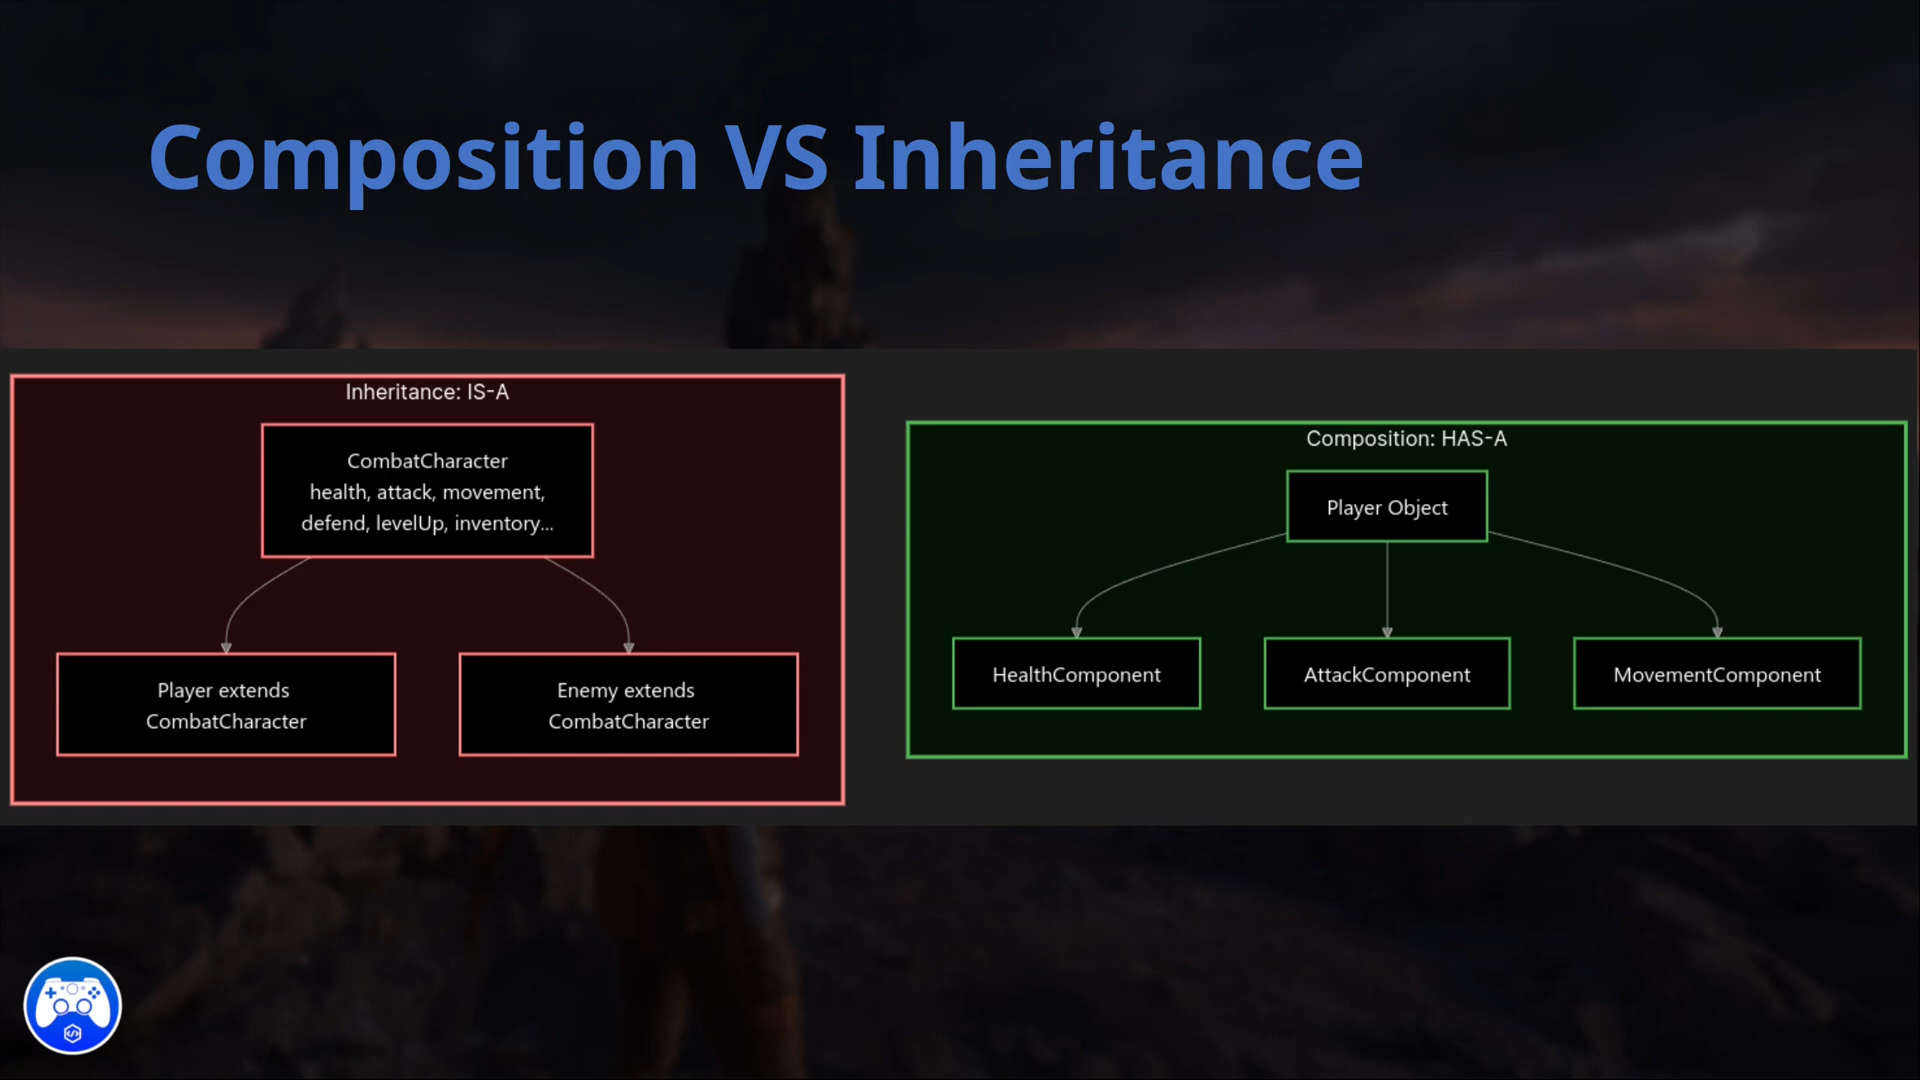 Composition VS Inheritance
Inheritance: IS-A
CombatCharacter
health, attack, movement,
defend, levelUp, inventory...
Player extends
CombatCharacter
Enemy extends
CombatCharacter
Composition: HAS-A
Player Object
HealthComponent
AttackComponent
MovementComponent